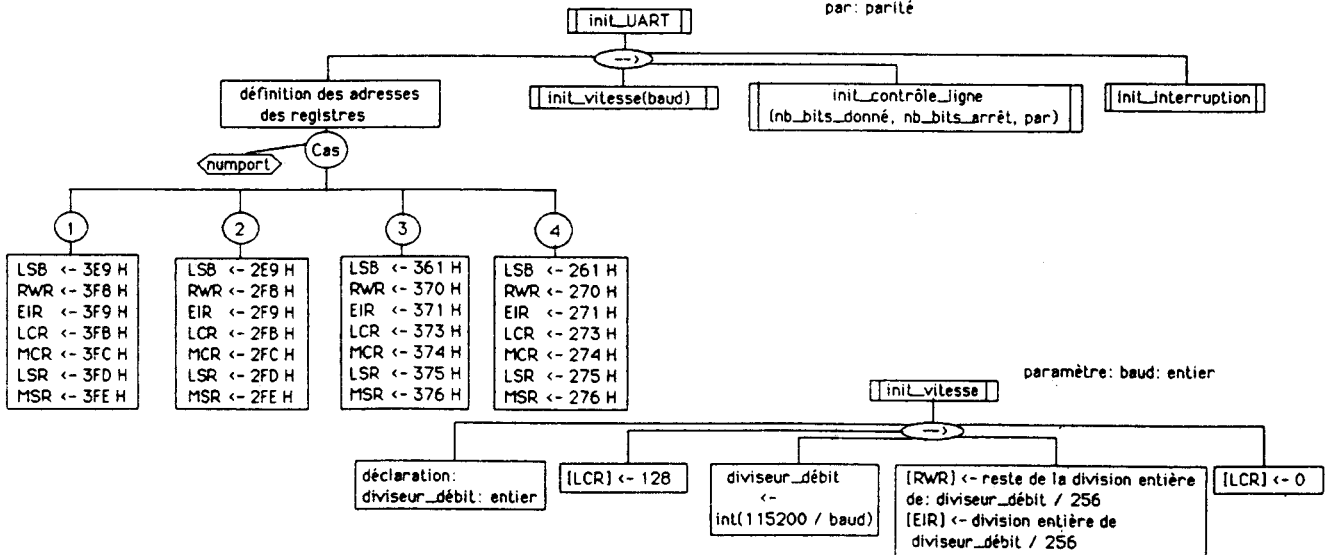 par: parité
init_UART
-->
définition des adresses
des registres
init_vitesse(baud)
init_contrôle_ligne
(nb_bits_donné, nb_bits_arrêt, par)
init_interruption
numport
Cas
1
2
3
4
LSB <- 3E9 H
RWR <- 3F8 H
EIR <- 3F9 H
LCR <- 3FB H
MCR <- 3FC H
LSR <- 3FD H
MSR <- 3FE H
LSB <- 2E9 H
RWR <- 2F8 H
EIR <- 2F9 H
LCR <- 2FB H
MCR <- 2FC H
LSR <- 2FD H
MSR <- 2FE H
LSB <- 361 H
RWR <- 370 H
EIR <- 371 H
LCR <- 373 H
MCR <- 374 H
LSR <- 375 H
MSR <- 376 H
LSB <- 261 H
RWR <- 270 H
EIR <- 271 H
LCR <- 273 H
MCR <- 274 H
LSR <- 275 H
MSR <- 276 H
paramètre: baud: entier
init_vitesse
-->
déclaration:
diviseur_débit: entier
[LCR] <- 128
diviseur_débit
<-
int(115200 / baud)
[RWR] <- reste de la division entière
de: diviseur_débit / 256
[EIR] <- division entière de
diviseur_débit / 256
[LCR] <- 0